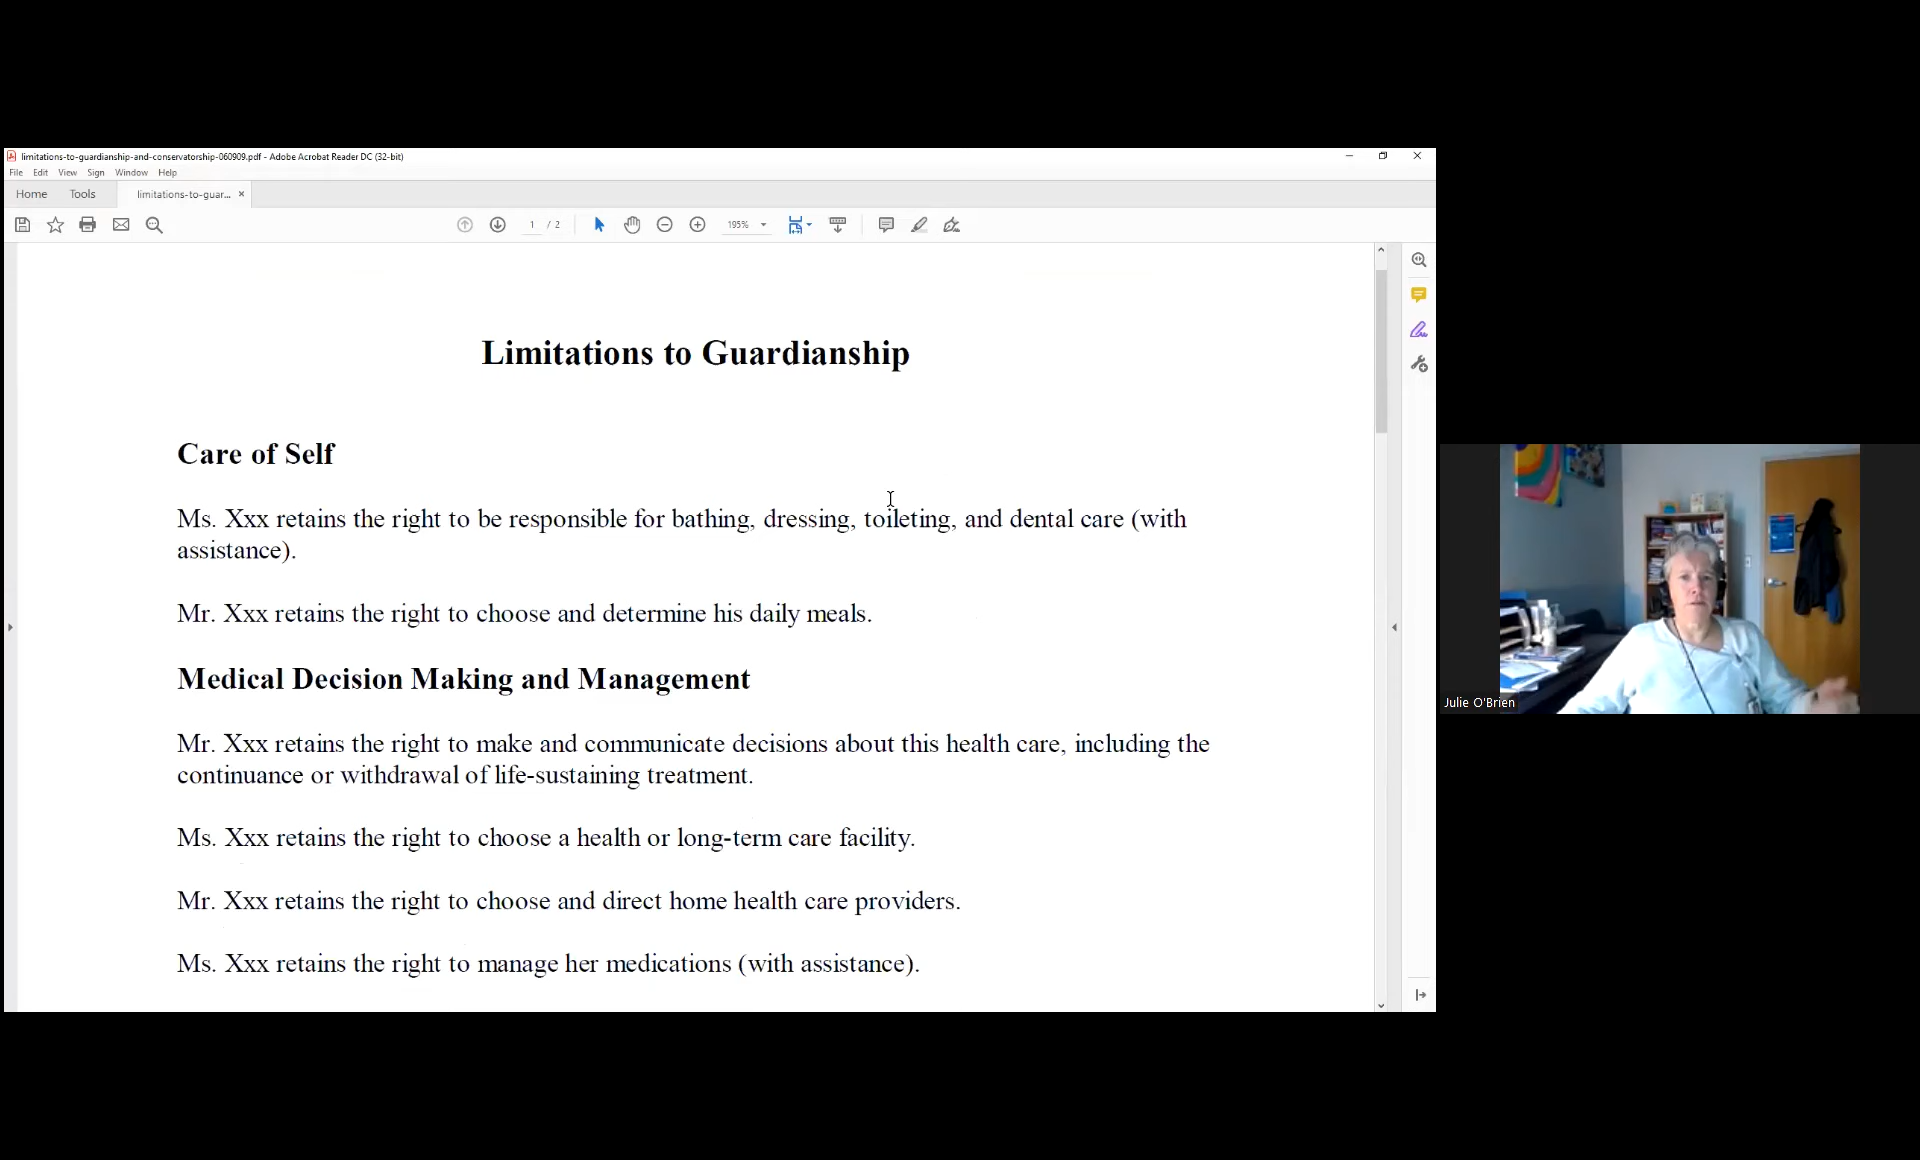 limitations-to-guardianship-and-conservatorship-060909.pdf - Adobe Acrobat Reader DC (32-bit)
File Edit View Sign Window Help
Home Tools limitations-to-guar... ×
1 / 2 195%
Limitations to Guardianship
Care of Self
Ms. Xxx retains the right to be responsible for bathing, dressing, toileting, and dental care (with
assistance).
Mr. Xxx retains the right to choose and determine his daily meals.
Medical Decision Making and Management
Mr. Xxx retains the right to make and communicate decisions about this health care, including the
continuance or withdrawal of life-sustaining treatment.
Ms. Xxx retains the right to choose a health or long-term care facility.
Mr. Xxx retains the right to choose and direct home health care providers.
Ms. Xxx retains the right to manage her medications (with assistance).
Julie O'Brien